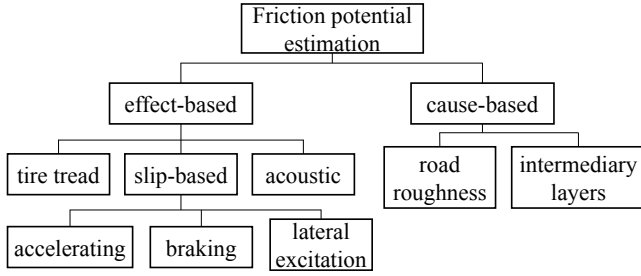 Friction potential
estimation
effect-based
cause-based
tire tread
slip-based
acoustic
road
roughness
intermediary
layers
accelerating
braking
lateral
excitation